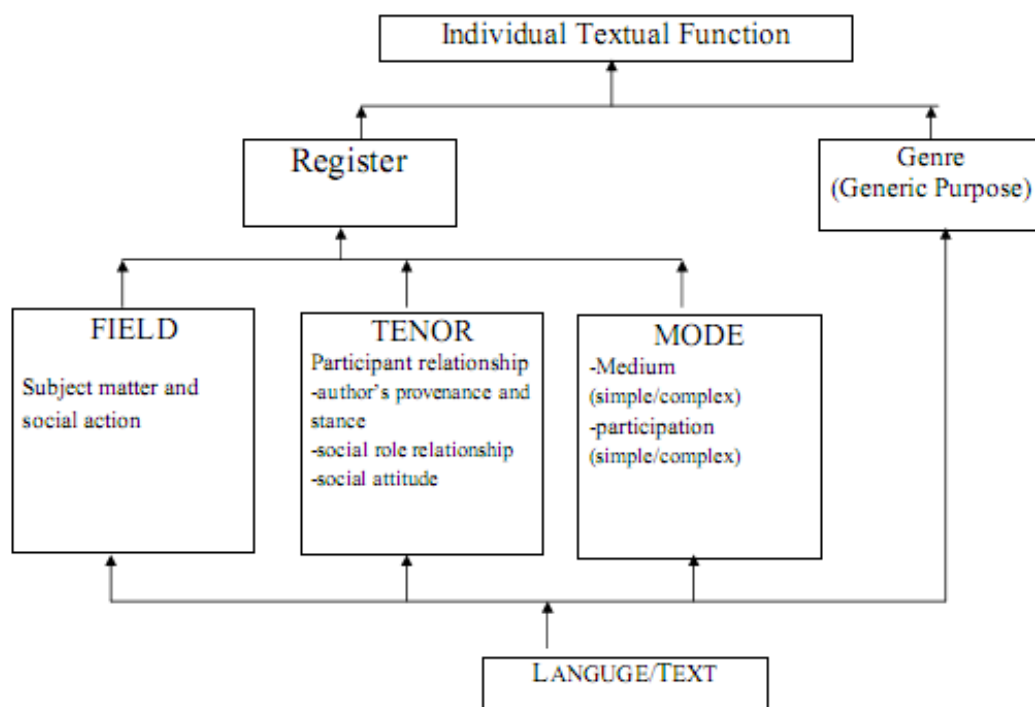 Individual Textual Function
Register
Genre
(Generic Purpose)
FIELD
Subject matter and
social action
TENOR
Participant relationship
-author's provenance and
stance
-social role relationship
-social attitude
MODE
-Medium
(simple/complex)
-participation
(simple/complex)
LANGUGE/TEXT